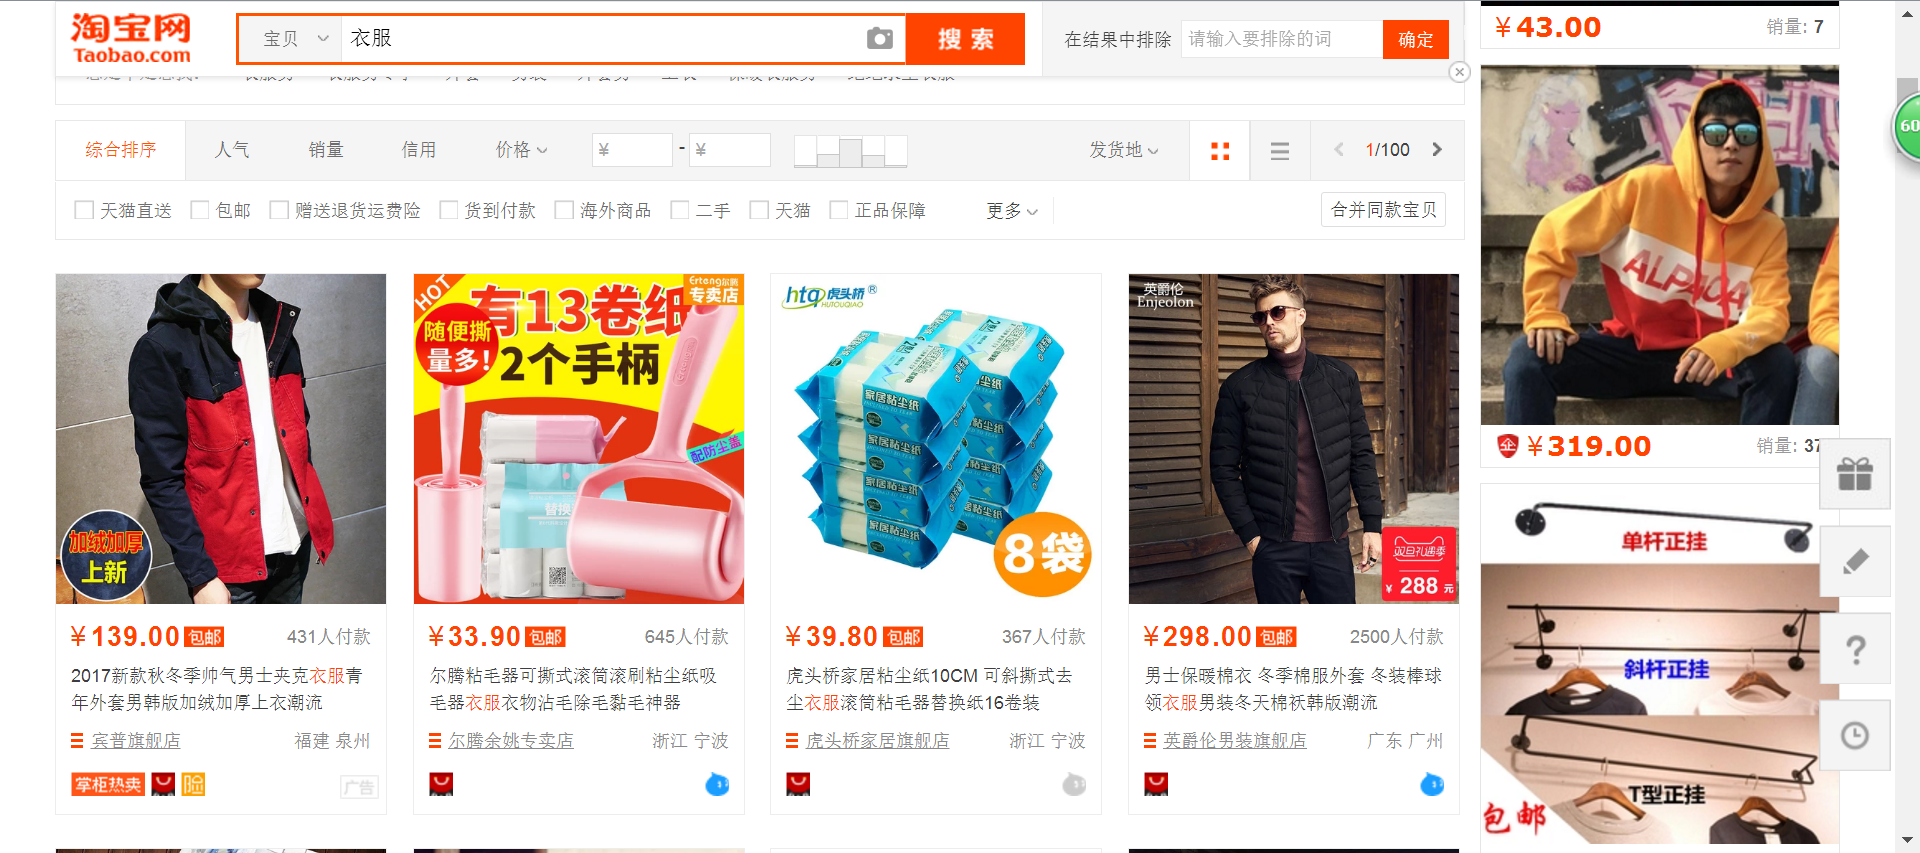 淘宝网
Taobao.com
宝贝
衣服
搜索
在结果中排除
请输入要排除的词
确定
¥43.00
销量: 7
综合排序
人气
销量
信用
价格
¥
-
¥
发货地
1/100
天猫直送
包邮
赠送退货运费险
货到付款
海外商品
二手
天猫
正品保障
更多
合并同款宝贝
60
ALPACA
¥319.00
销量: 37
加绒加厚
上新
¥139.00
包邮
431人付款
2017新款秋冬季帅气男士夹克衣服青
年外套男韩版加绒加厚上衣潮流
宾普旗舰店
福建 泉州
掌柜热卖
险
广告
HOT
Erteng尔腾
专卖店
有13卷纸
随便撕
量多!
2个手柄
配防尘盖
替换
¥33.90
包邮
645人付款
尔腾粘毛器可撕式滚筒滚刷粘尘纸吸
毛器衣服衣物沾毛除毛黏毛神器
尔腾余姚专卖店
浙江 宁波
htq虎头桥®
HUTOUQIAO
家居粘尘纸
8袋
¥39.80
包邮
367人付款
虎头桥家居粘尘纸10CM 可斜撕式去
尘衣服滚筒粘毛器替换纸16卷装
虎头桥家居旗舰店
浙江 宁波
英爵伦
Enjeolon
双旦礼遇季
¥ 288 元
¥298.00
包邮
2500人付款
男士保暖棉衣 冬季棉服外套 冬装棒球
领衣服男装冬天棉袄韩版潮流
英爵伦男装旗舰店
广东 广州
单杆正挂
斜杆正挂
T型正挂
包邮